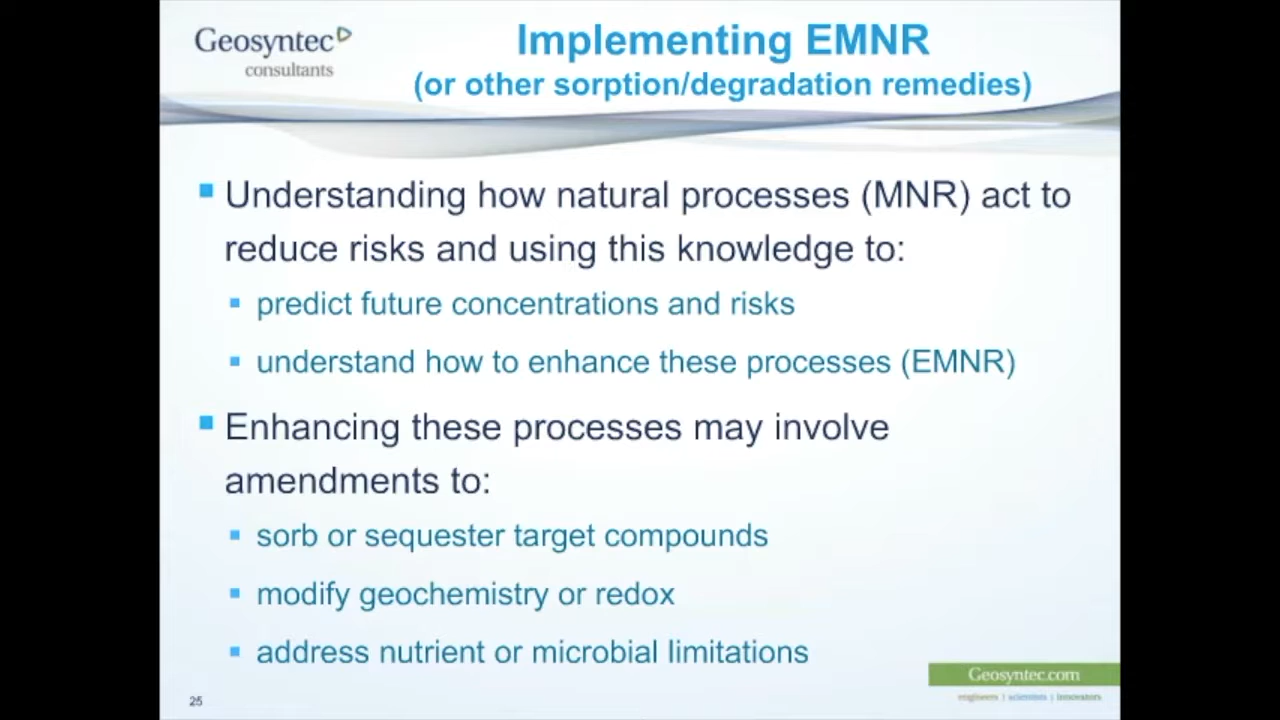 Geosyntec
consultants
Implementing EMNR
(or other sorption/degradation remedies)
Understanding how natural processes (MNR) act to
reduce risks and using this knowledge to:
predict future concentrations and risks
understand how to enhance these processes (EMNR)
Enhancing these processes may involve
amendments to:
sorb or sequester target compounds
modify geochemistry or redox
address nutrient or microbial limitations
Geosyntec.com
engineers | scientists | innovators
25